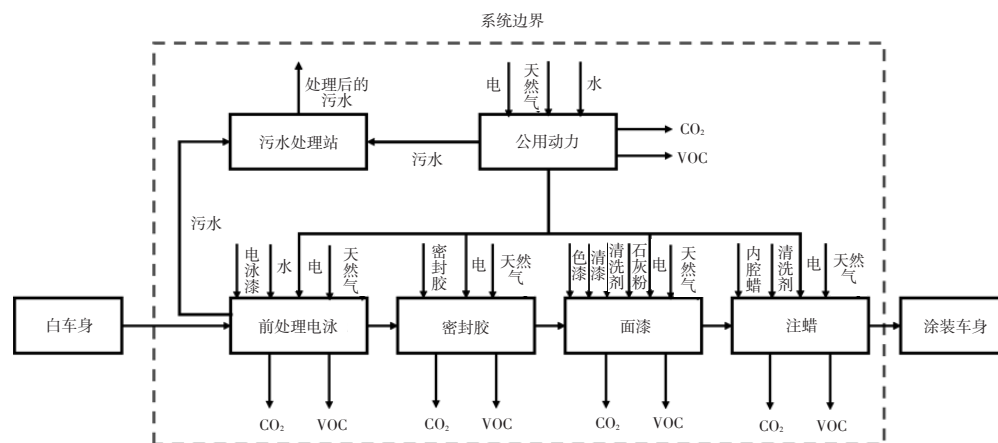 系统边界
电
天然气
水
处理后的
污水
污水处理站
公用动力
CO₂
VOC
污水
污水
电泳漆
水
电
天然气
密封胶
电
天然
气
色漆
清漆
清洗剂
石灰粉
电
天然气
内腔蜡
清洗剂
电
天然
气
白车身
前处理电泳
密封胶
面漆
注蜡
涂装车身
CO₂
VOC
CO₂
VOC
CO₂
VOC
CO₂
VOC